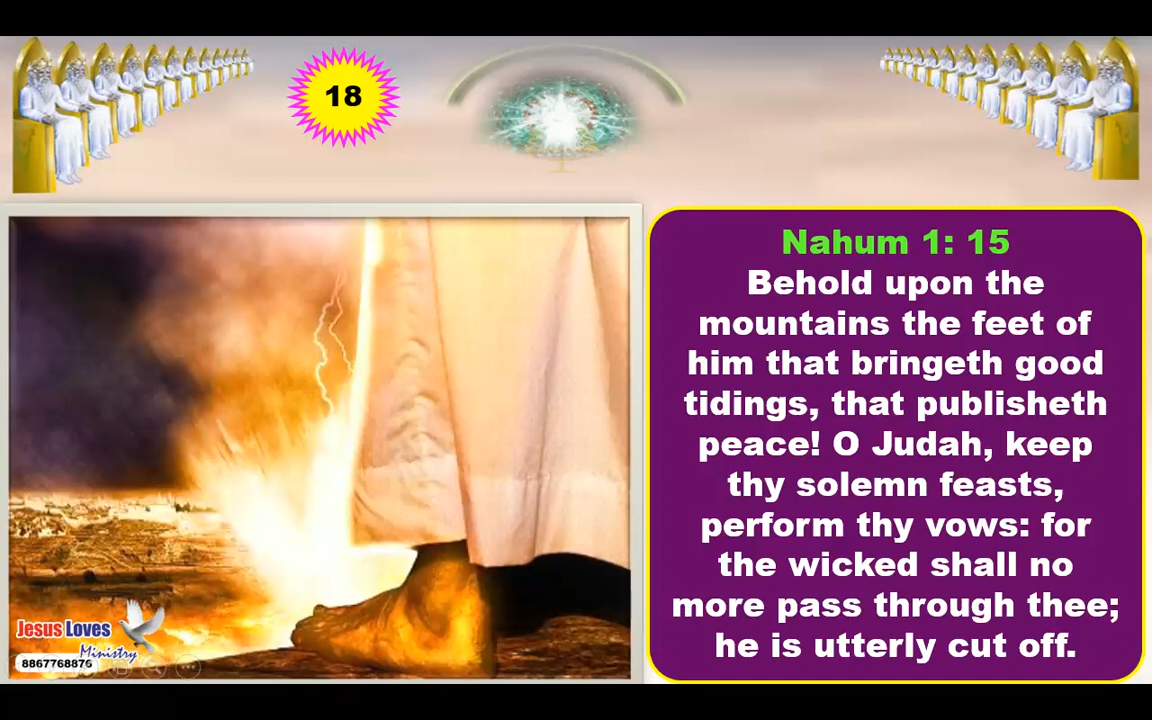 18
Nahum 1: 15
Behold upon the
mountains the feet of
him that bringeth good
tidings, that publisheth
peace! O Judah, keep
thy solemn feasts,
perform thy vows: for
the wicked shall no
more pass through thee;
he is utterly cut off.
Jesus Loves
Ministry
8867768876